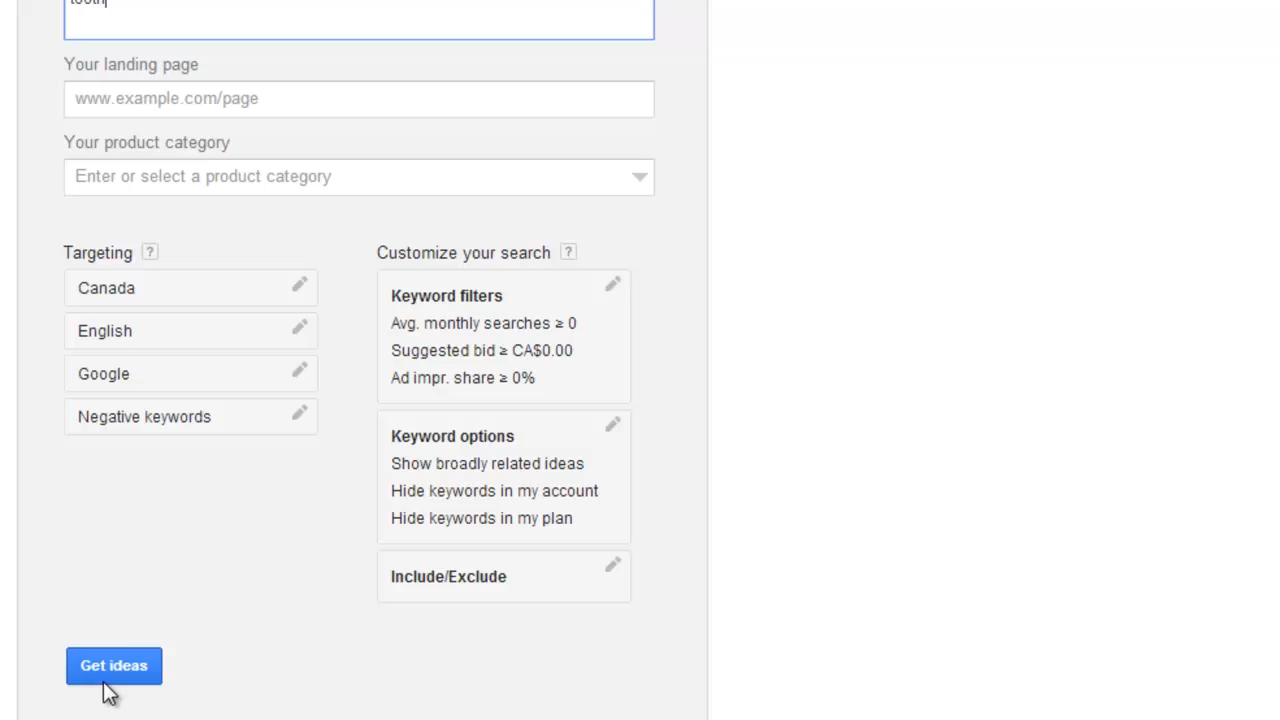 tooth
Your landing page
www.example.com/page
Your product category
Enter or select a product category
Targeting ?
Canada
English
Google
Negative keywords
Customize your search ?
Keyword filters
Avg. monthly searches ≥ 0
Suggested bid ≥ CA$0.00
Ad impr. share ≥ 0%
Keyword options
Show broadly related ideas
Hide keywords in my account
Hide keywords in my plan
Include/Exclude
Get ideas